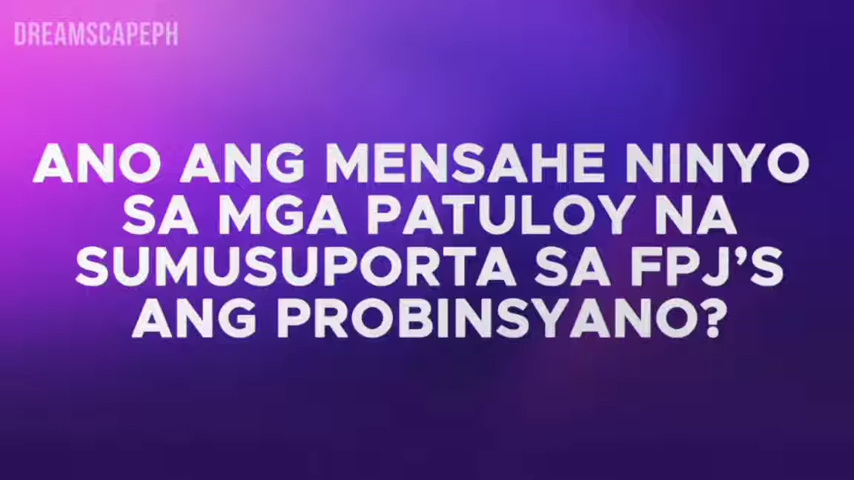 DREAMSCAPEPH
ANO ANG MENSAHE NINYO
SA MGA PATULOY NA
SUMUSUPORTA SA FPJ'S
ANG PROBINSYANO?